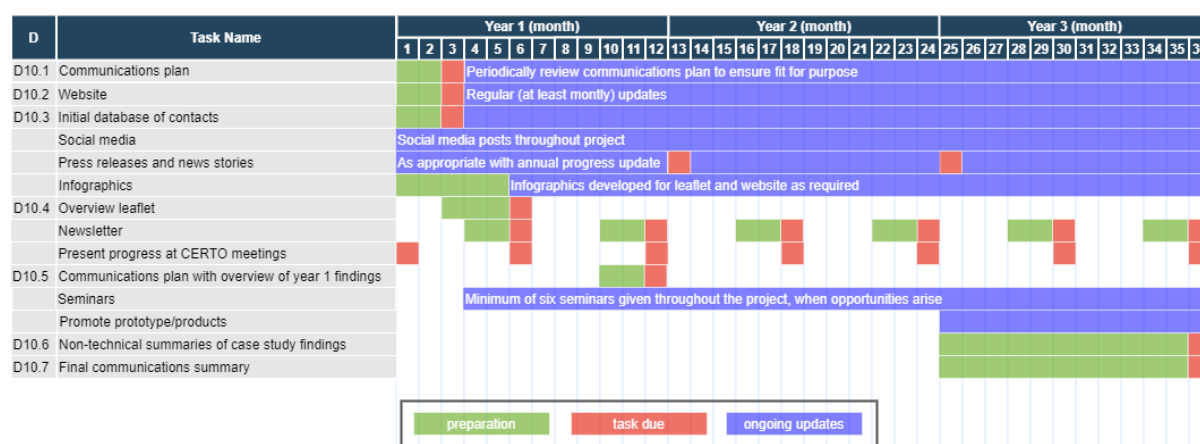 D Task Name Year 1 (month) Year 2 (month) Year 3 (month)
1 2 3 4 5 6 7 8 9 10 11 12 13 14 15 16 17 18 19 20 21 22 23 24 25 26 27 28 29 30 31 32 33 34 35 3
D10.1 Communications plan Periodically review communications plan to ensure fit for purpose
D10.2 Website Regular (at least montly) updates
D10.3 Initial database of contacts
Social media Social media posts throughout project
Press releases and news stories As appropriate with annual progress update
Infographics Infographics developed for leaflet and website as required
D10.4 Overview leaflet
Newsletter
Present progress at CERTO meetings
D10.5 Communications plan with overview of year 1 findings
Seminars Minimum of six seminars given throughout the project, when opportunities arise
Promote prototype/products
D10.6 Non-technical summaries of case study findings
D10.7 Final communications summary
preparation task due ongoing updates